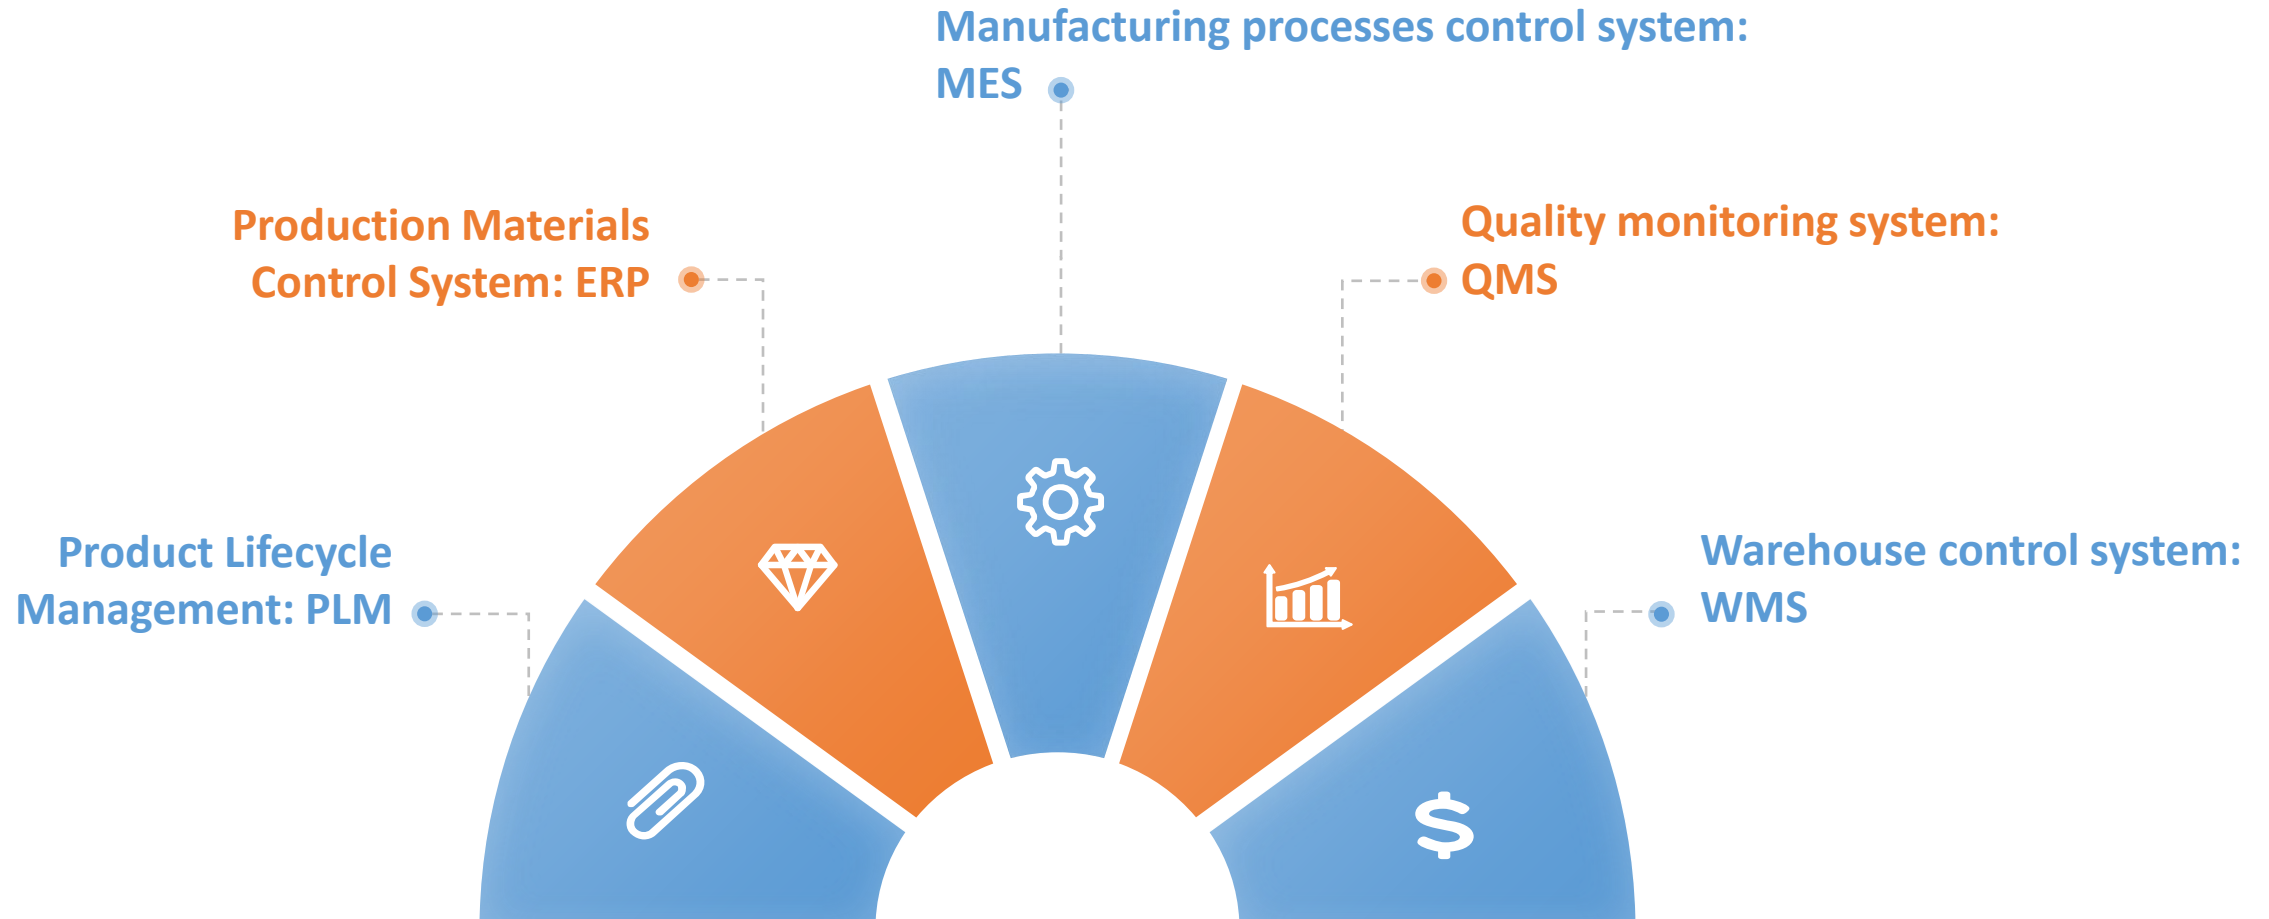 Manufacturing processes control system:
MES
Production Materials
Control System: ERP
Quality monitoring system:
QMS
Product Lifecycle
Management: PLM
Warehouse control system:
WMS